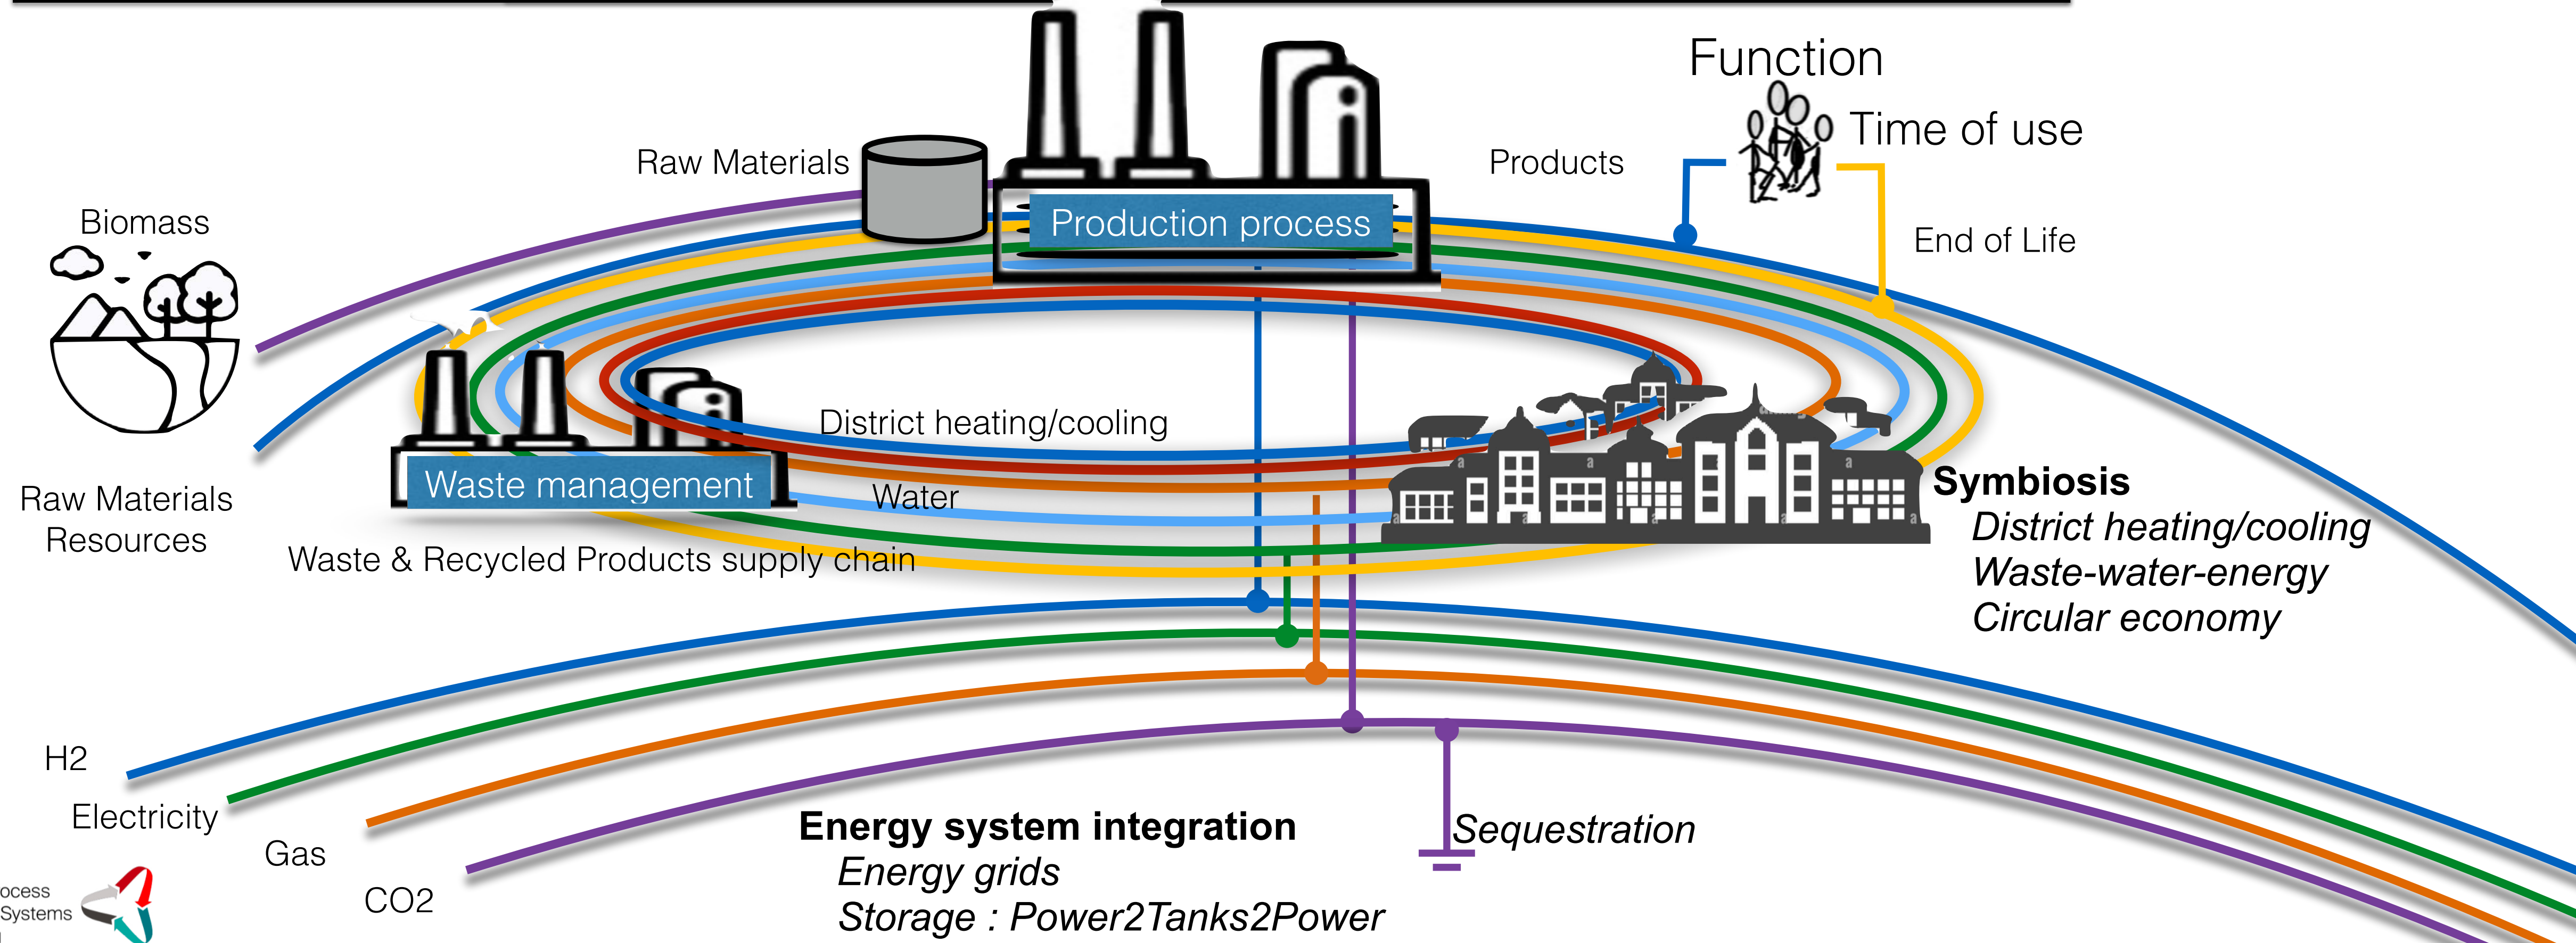 Function
Time of use
Raw Materials
Products
Biomass
Production process
End of Life
District heating/cooling
Waste management
Water
Raw Materials
Resources
Waste & Recycled Products supply chain
Symbiosis
District heating/cooling
Waste-water-energy
Circular economy
H2
Electricity
Gas
CO2
Energy system integration
Energy grids
Storage : Power2Tanks2Power
Sequestration
ocess
Systems